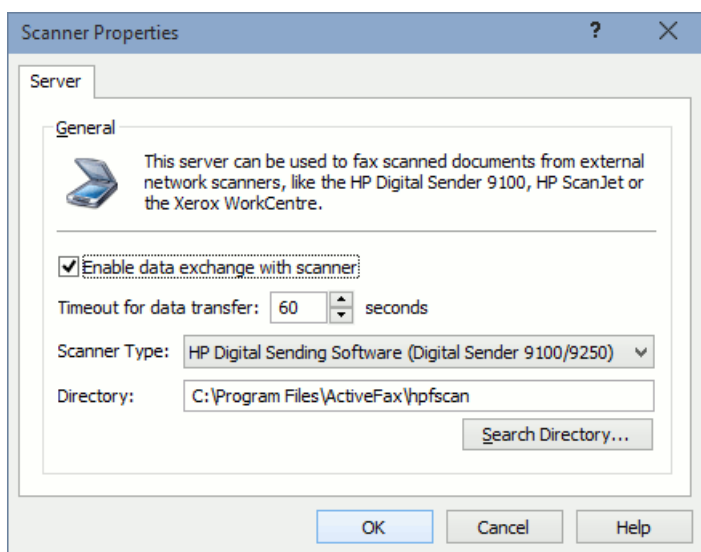 Scanner Properties ?
Server
General
This server can be used to fax scanned documents from external
network scanners, like the HP Digital Sender 9100, HP ScanJet or
the Xerox WorkCentre.
Enable data exchange with scanner
Timeout for data transfer: 60 seconds
Scanner Type: HP Digital Sending Software (Digital Sender 9100/9250)
Directory: C:\Program Files\ActiveFax\hpfscan
Search Directory...
OK Cancel Help